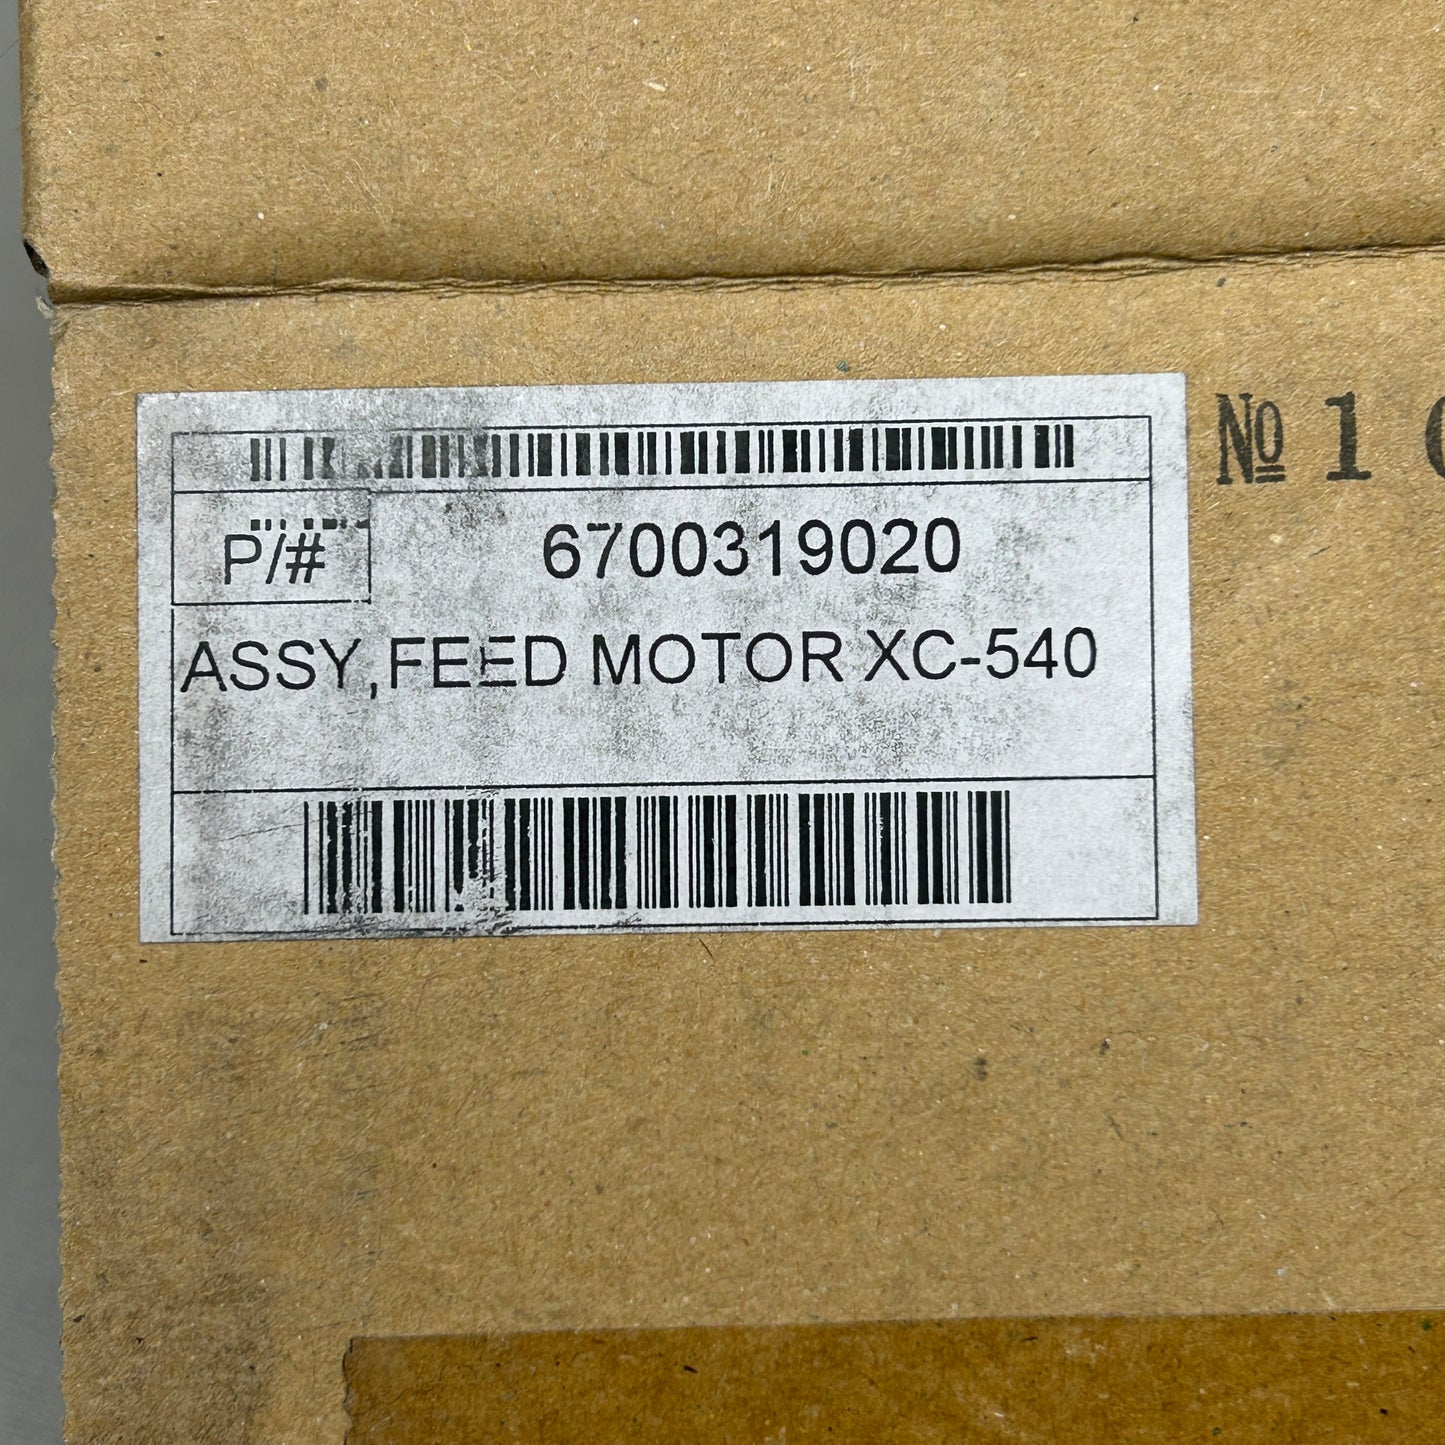 № 1
P/# 6700319020
ASSY,FEED MOTOR XC-540